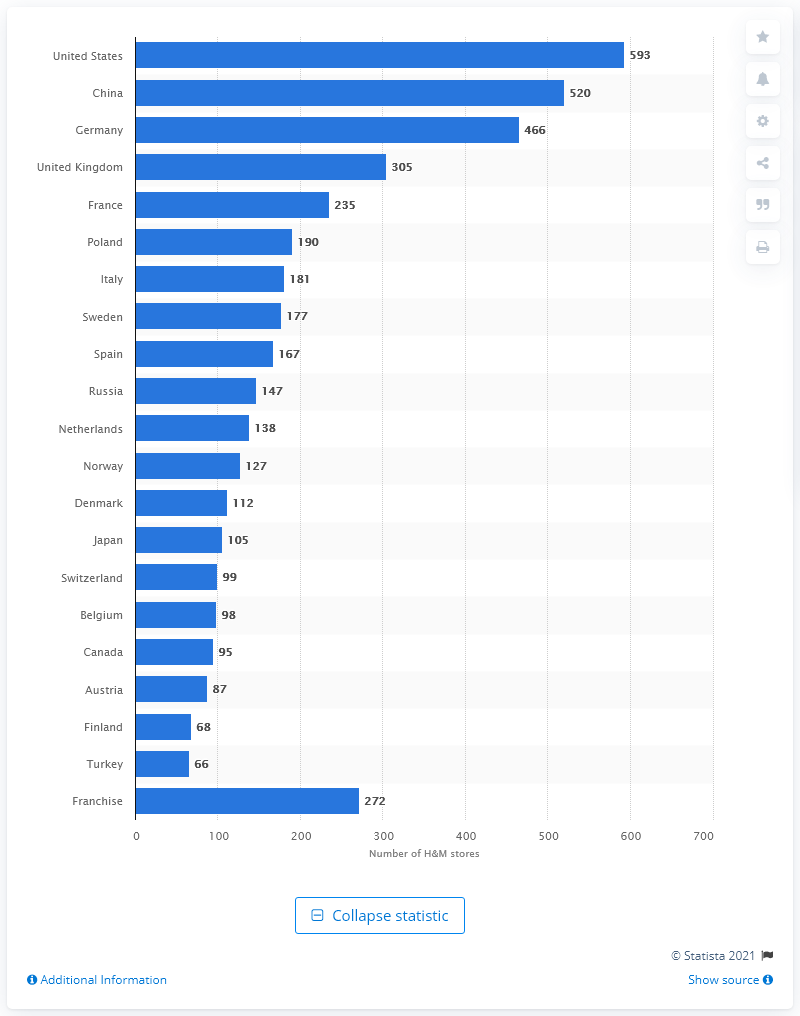 United States 593
China 520
Germany 466
United Kingdom 305
France 235
Poland 190
Italy 181
Sweden 177
Spain 167
Russia 147
Netherlands 138
Norway 127
Denmark 112
Japan 105
Switzerland 99
Belgium 98
Canada 95
Austria 87
Finland 68
Turkey 66
Franchise 272
0 100 200 300 400 500 600 700
Number of H&M stores
Collapse statistic
© Statista 2021
Additional Information Show source